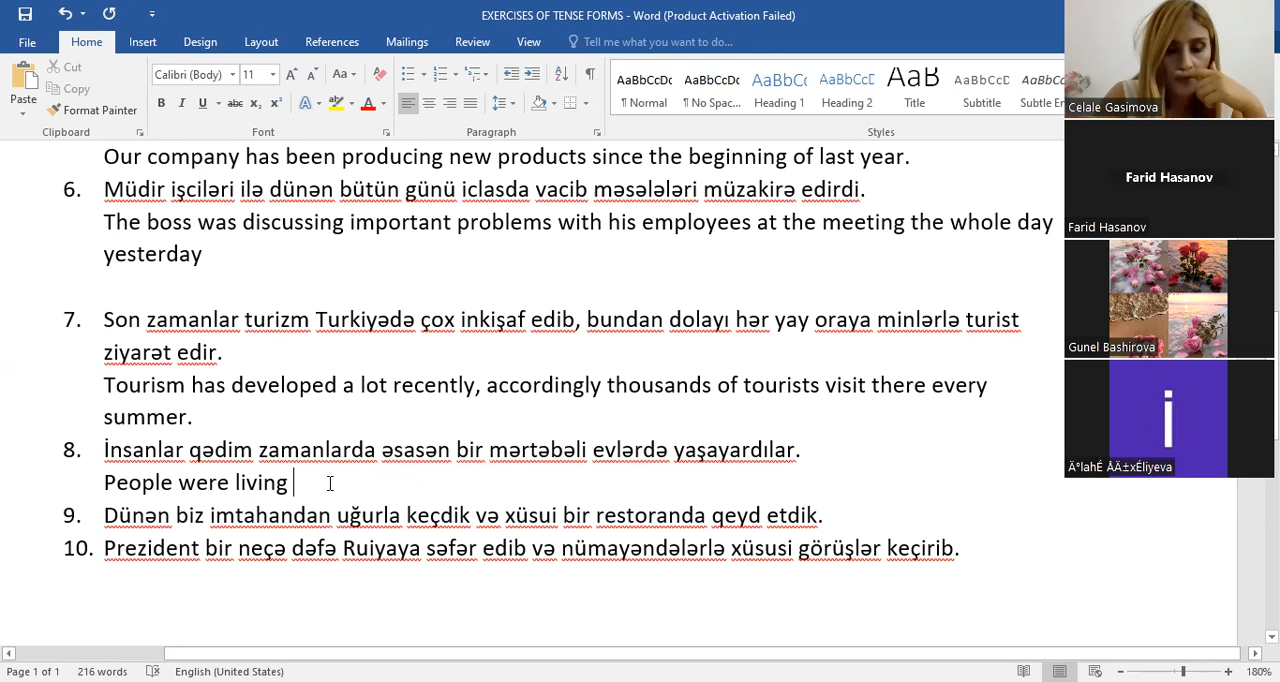 EXERCISES OF TENSE FORMS - Word (Product Activation Failed)
File Home Insert Design Layout References Mailings Review View Tell me what you want to do...
Cut
Copy
Paste Format Painter
Calibri (Body) 11
AaBbCcDc AaBbCcDc AaBbCc AaBbCcC AaB AaBbCcD AaBbCcDt
¶ Normal ¶ No Spac... Heading 1 Heading 2 Title Subtitle Subtle Em
Clipboard Font Paragraph Styles
Our company has been producing new products since the beginning of last year.
6. Müdir işciləri ilə dünən bütün günü iclasda vacib məsələləri müzakirə edirdi.
The boss was discussing important problems with his employees at the meeting the whole day
yesterday
7. Son zamanlar turizm Turkiyədə çox inkişaf edib, bundan dolayı hər yay oraya minlərlə turist
ziyarət edir.
Tourism has developed a lot recently, accordingly thousands of tourists visit there every
summer.
8. İnsanlar qədim zamanlarda əsasən bir mərtəbəli evlərdə yaşayardılar.
People were living
9. Dünən biz imtahandan uğurla keçdik və xüsui bir restoranda qeyd etdik.
10. Prezident bir neçə dəfə Ruiyaya səfər edib və nümayəndələrlə xüsusi görüşlər keçirib.
Page 1 of 1 216 words English (United States) 180%
Celale Gasimova
Farid Hasanov
Farid Hasanov
Gunel Bashirova
i
Ä°lahÉ ÄÄ±xÉliyeva